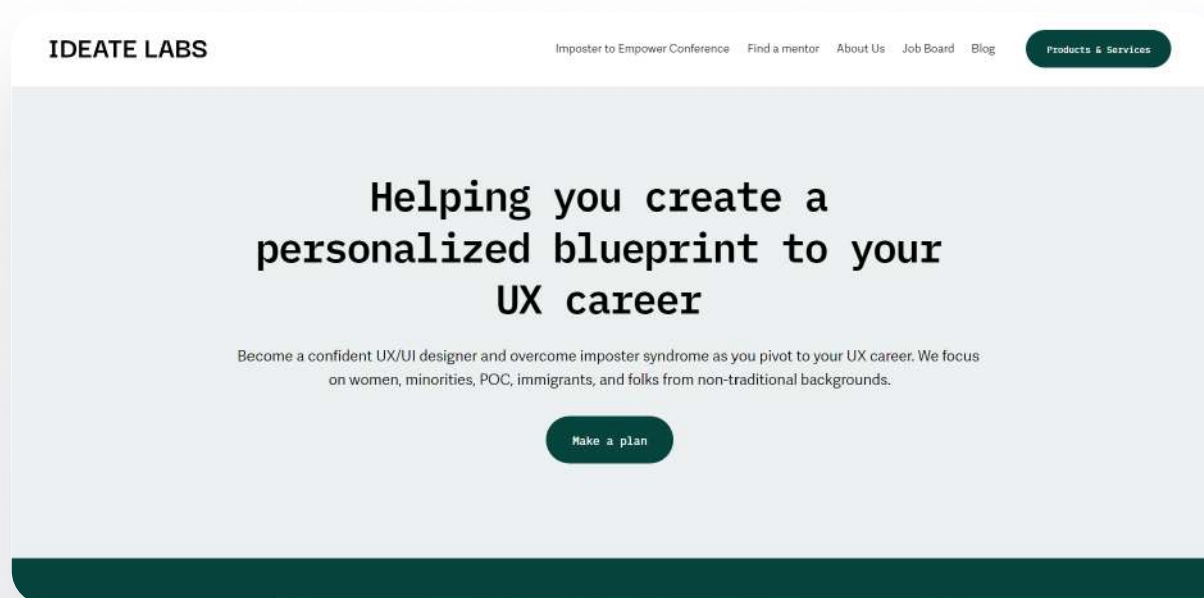 IDEATE LABS
Imposter to Empower Conference Find a mentor About Us Job Board Blog Products & Services
Helping you create a
personalized blueprint to your
UX career
Become a confident UX/UI designer and overcome imposter syndrome as you pivot to your UX career. We focus
on women, minorities, POC, immigrants, and folks from non-traditional backgrounds.
Make a plan